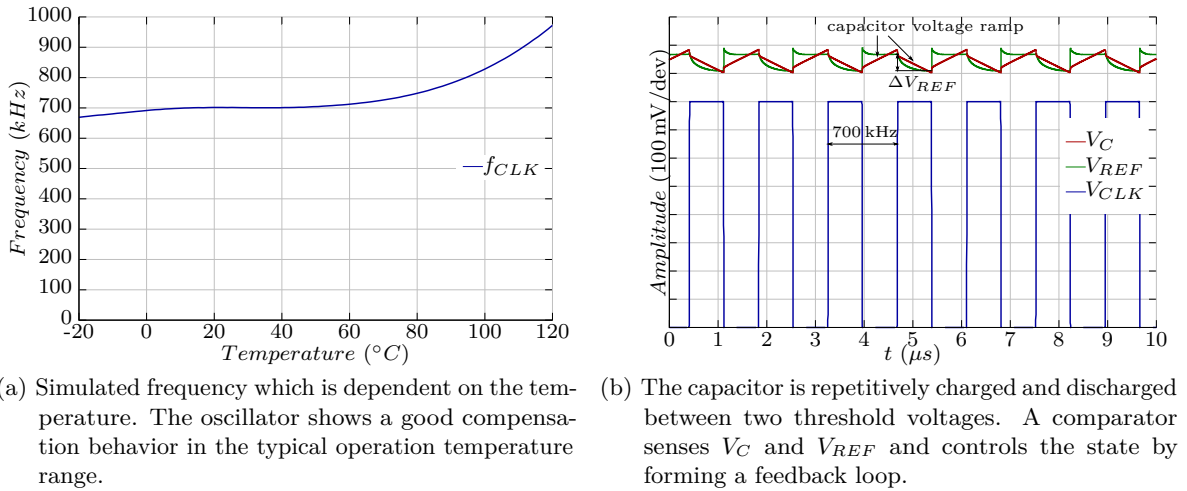 1000
900
800
700
600
500
400
300
200
100
0
Frequency (kHz)
f_CLK
-20 0 20 40 60 80 100 120
Temperature (°C)
capacitor voltage ramp
ΔV_REF
700 kHz
V_C
V_REF
V_CLK
Amplitude (100 mV/dev)
0 1 2 3 4 5 6 7 8 9 10
t (μs)
a) Simulated frequency which is dependent on the tem-
perature. The oscillator shows a good compensa-
tion behavior in the typical operation temperature
range.
(b) The capacitor is repetitively charged and discharged
between two threshold voltages. A comparator
senses V_C and V_REF and controls the state by
forming a feedback loop.